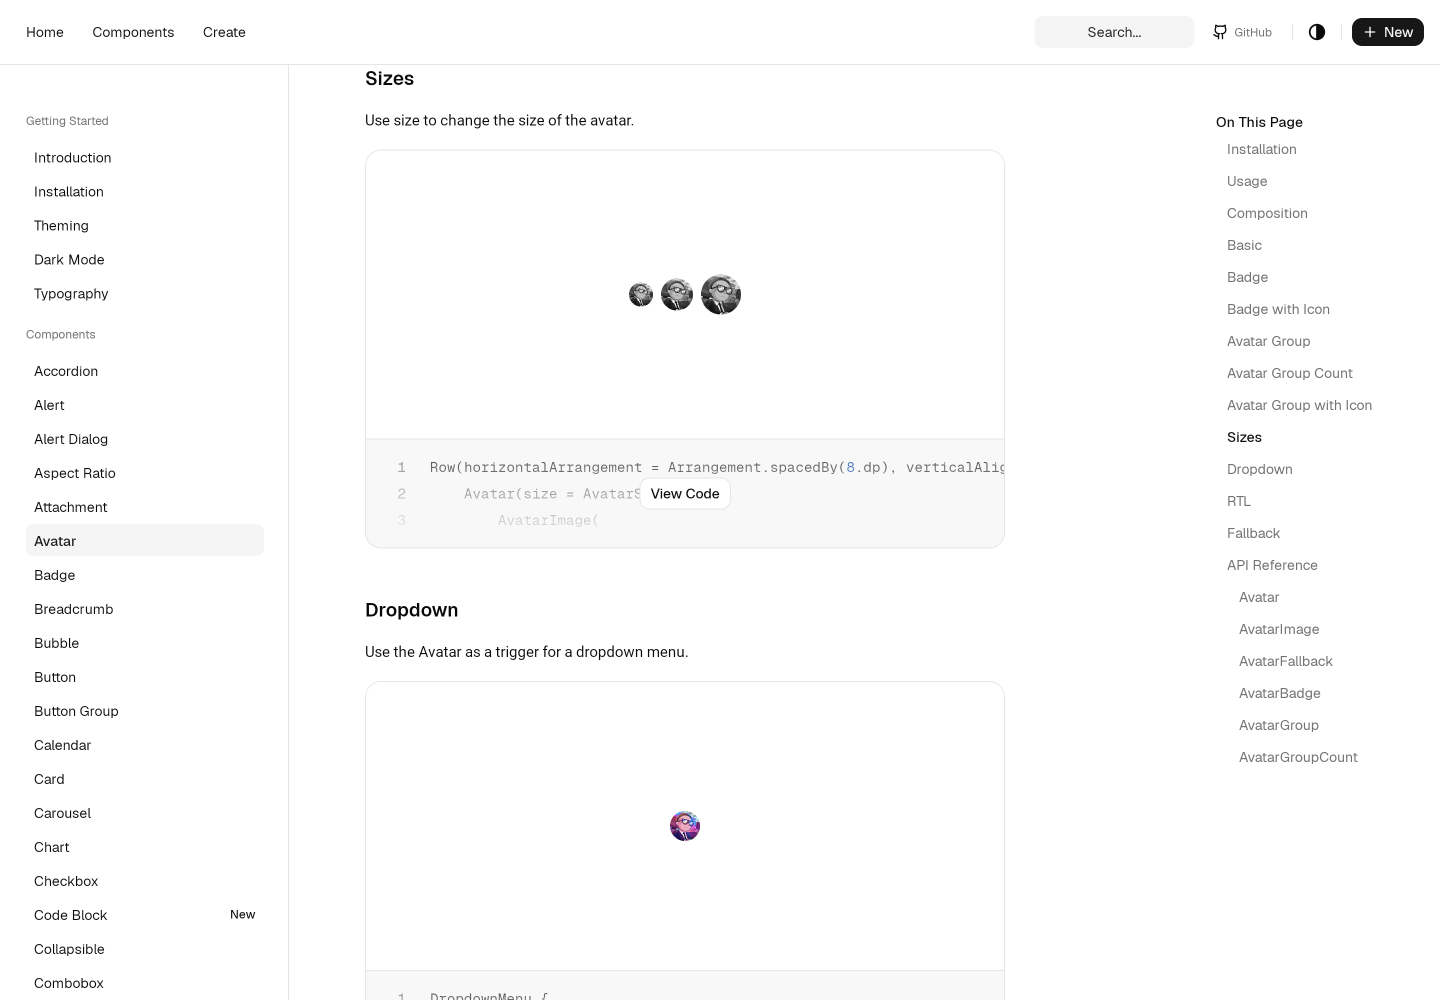 Home
Components
Create
Search...
GitHub
New
Getting Started
Introduction
Installation
Theming
Dark Mode
Typography
Components
Accordion
Alert
Alert Dialog
Aspect Ratio
Attachment
Avatar
Badge
Breadcrumb
Bubble
Button
Button Group
Calendar
Card
Carousel
Chart
Checkbox
Code Block
New
Collapsible
Combobox
Sizes
Use size to change the size of the avatar.
1 Row(horizontalArrangement = Arrangement.spacedBy(8.dp), verticalAlig
2 Avatar(size = AvatarS
View Code
3 AvatarImage(
Dropdown
Use the Avatar as a trigger for a dropdown menu.
1 DropdownMenu {
On This Page
Installation
Usage
Composition
Basic
Badge
Badge with Icon
Avatar Group
Avatar Group Count
Avatar Group with Icon
Sizes
Dropdown
RTL
Fallback
API Reference
Avatar
AvatarImage
AvatarFallback
AvatarBadge
AvatarGroup
AvatarGroupCount